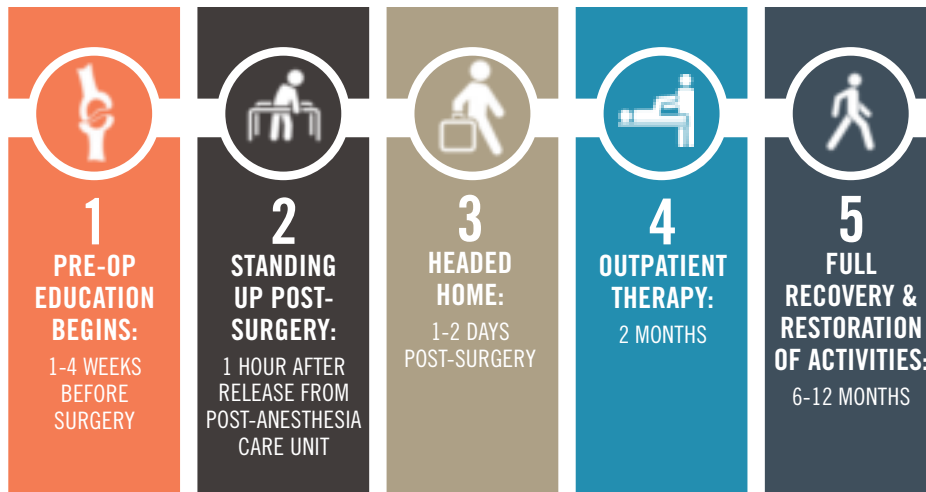 1
PRE-OP
EDUCATION
BEGINS:
1-4 WEEKS
BEFORE
SURGERY
2
STANDING
UP POST-
SURGERY:
1 HOUR AFTER
RELEASE FROM
POST-ANESTHESIA
CARE UNIT
3
HEADED
HOME:
1-2 DAYS
POST-SURGERY
4
OUTPATIENT
THERAPY:
2 MONTHS
5
FULL
RECOVERY &
RESTORATION
OF ACTIVITIES:
6-12 MONTHS